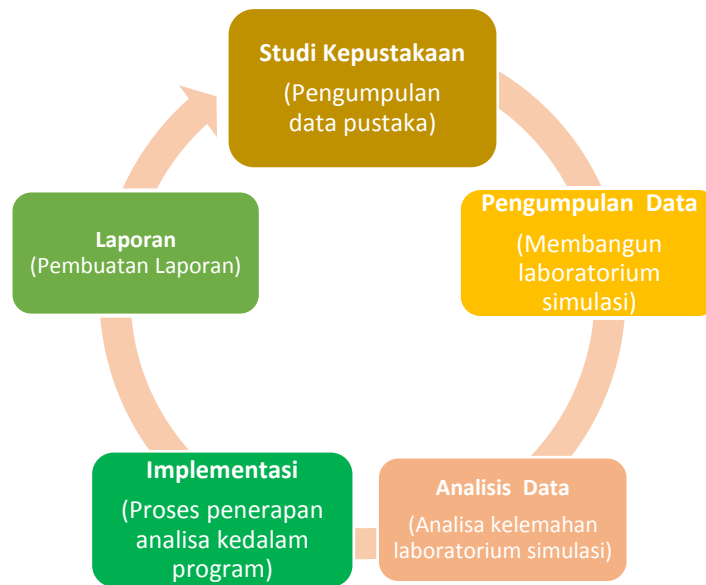 Studi Kepustakaan
(Pengumpulan
data pustaka)
Pengumpulan Data
(Membangun
laboratorium
simulasi)
Analisis Data
(Analisa kelemahan
laboratorium simulasi)
Implementasi
(Proses penerapan
analisa kedalam
program)
Laporan
(Pembuatan Laporan)